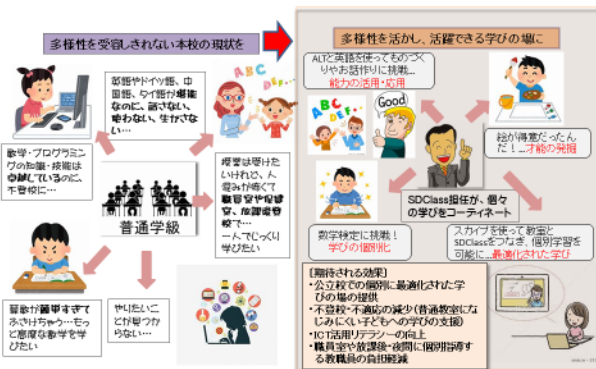 多様性を受容しきれない本校の現状を
英語やドイツ語、中
国語、タイ語が堪能
なのに、話さない、
使わない、生かさな
い…
ABC
DEF...
数学・プログラミン
グの知識・技能は
卓越しているのに、
不登校に…
普通学級
授業は受けた
いけれど、人
混みが怖くて
職員室や保健
室、放課後登
校で…
一人でじっくり
学びたい
算数が簡単すぎて
ふざけちゃう…もっ
と高度な数学を学
びたい
やりたいこ
とが見つか
らない…
多様性を活かし、活躍できる学びの場に
ALTと英語を使ってものづく
りやお話作りに挑戦…
能力の活用・応用
ABC
DEF...
Good
絵が得意だったん
だ！…才能の発掘
SDClass担任が、個々
の学びをコーディネート
数学検定に挑戦！
学びの個別化
スカイプを使って教室と
SDClassをつなぎ、個別学習を
可能に…最適化された学び
【期待される効果】
・公立校での個別に最適化された学
びの場の提供
・不登校・不適応の減少（普通教室にな
じみにくい子どもへの学びの支援）
・ICT活用リテラシーの向上
・職員室や放課後・夜間に個別指導す
る教職員の負担軽減